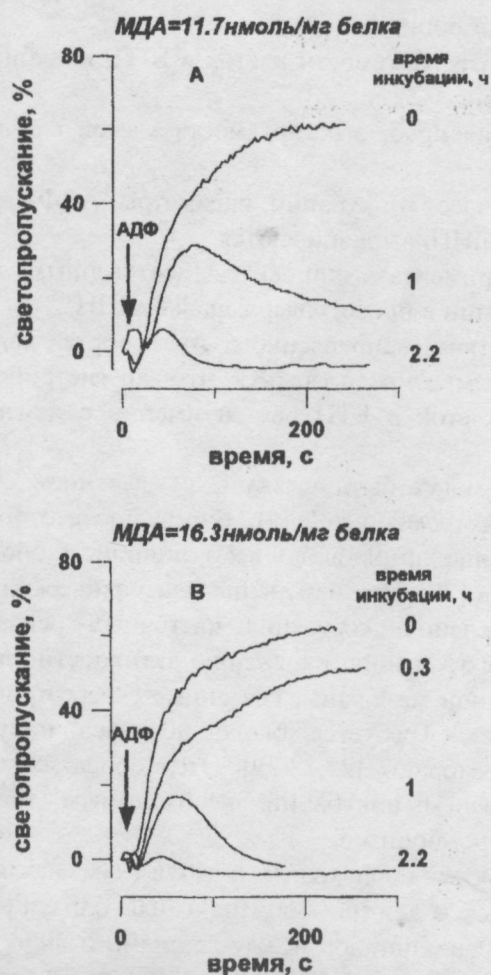 МДА=11.7нмоль/мг белка
80
А
время
инкубации, ч
0
светопропускание, %
40
АДФ
1
0
2.2
0
200
время, с
МДА=16.3нмоль/мг белка
80
В
время
инкубации, ч
0
0.3
светопропускание, %
40
АДФ
1
0
2.2
0
200
время, с